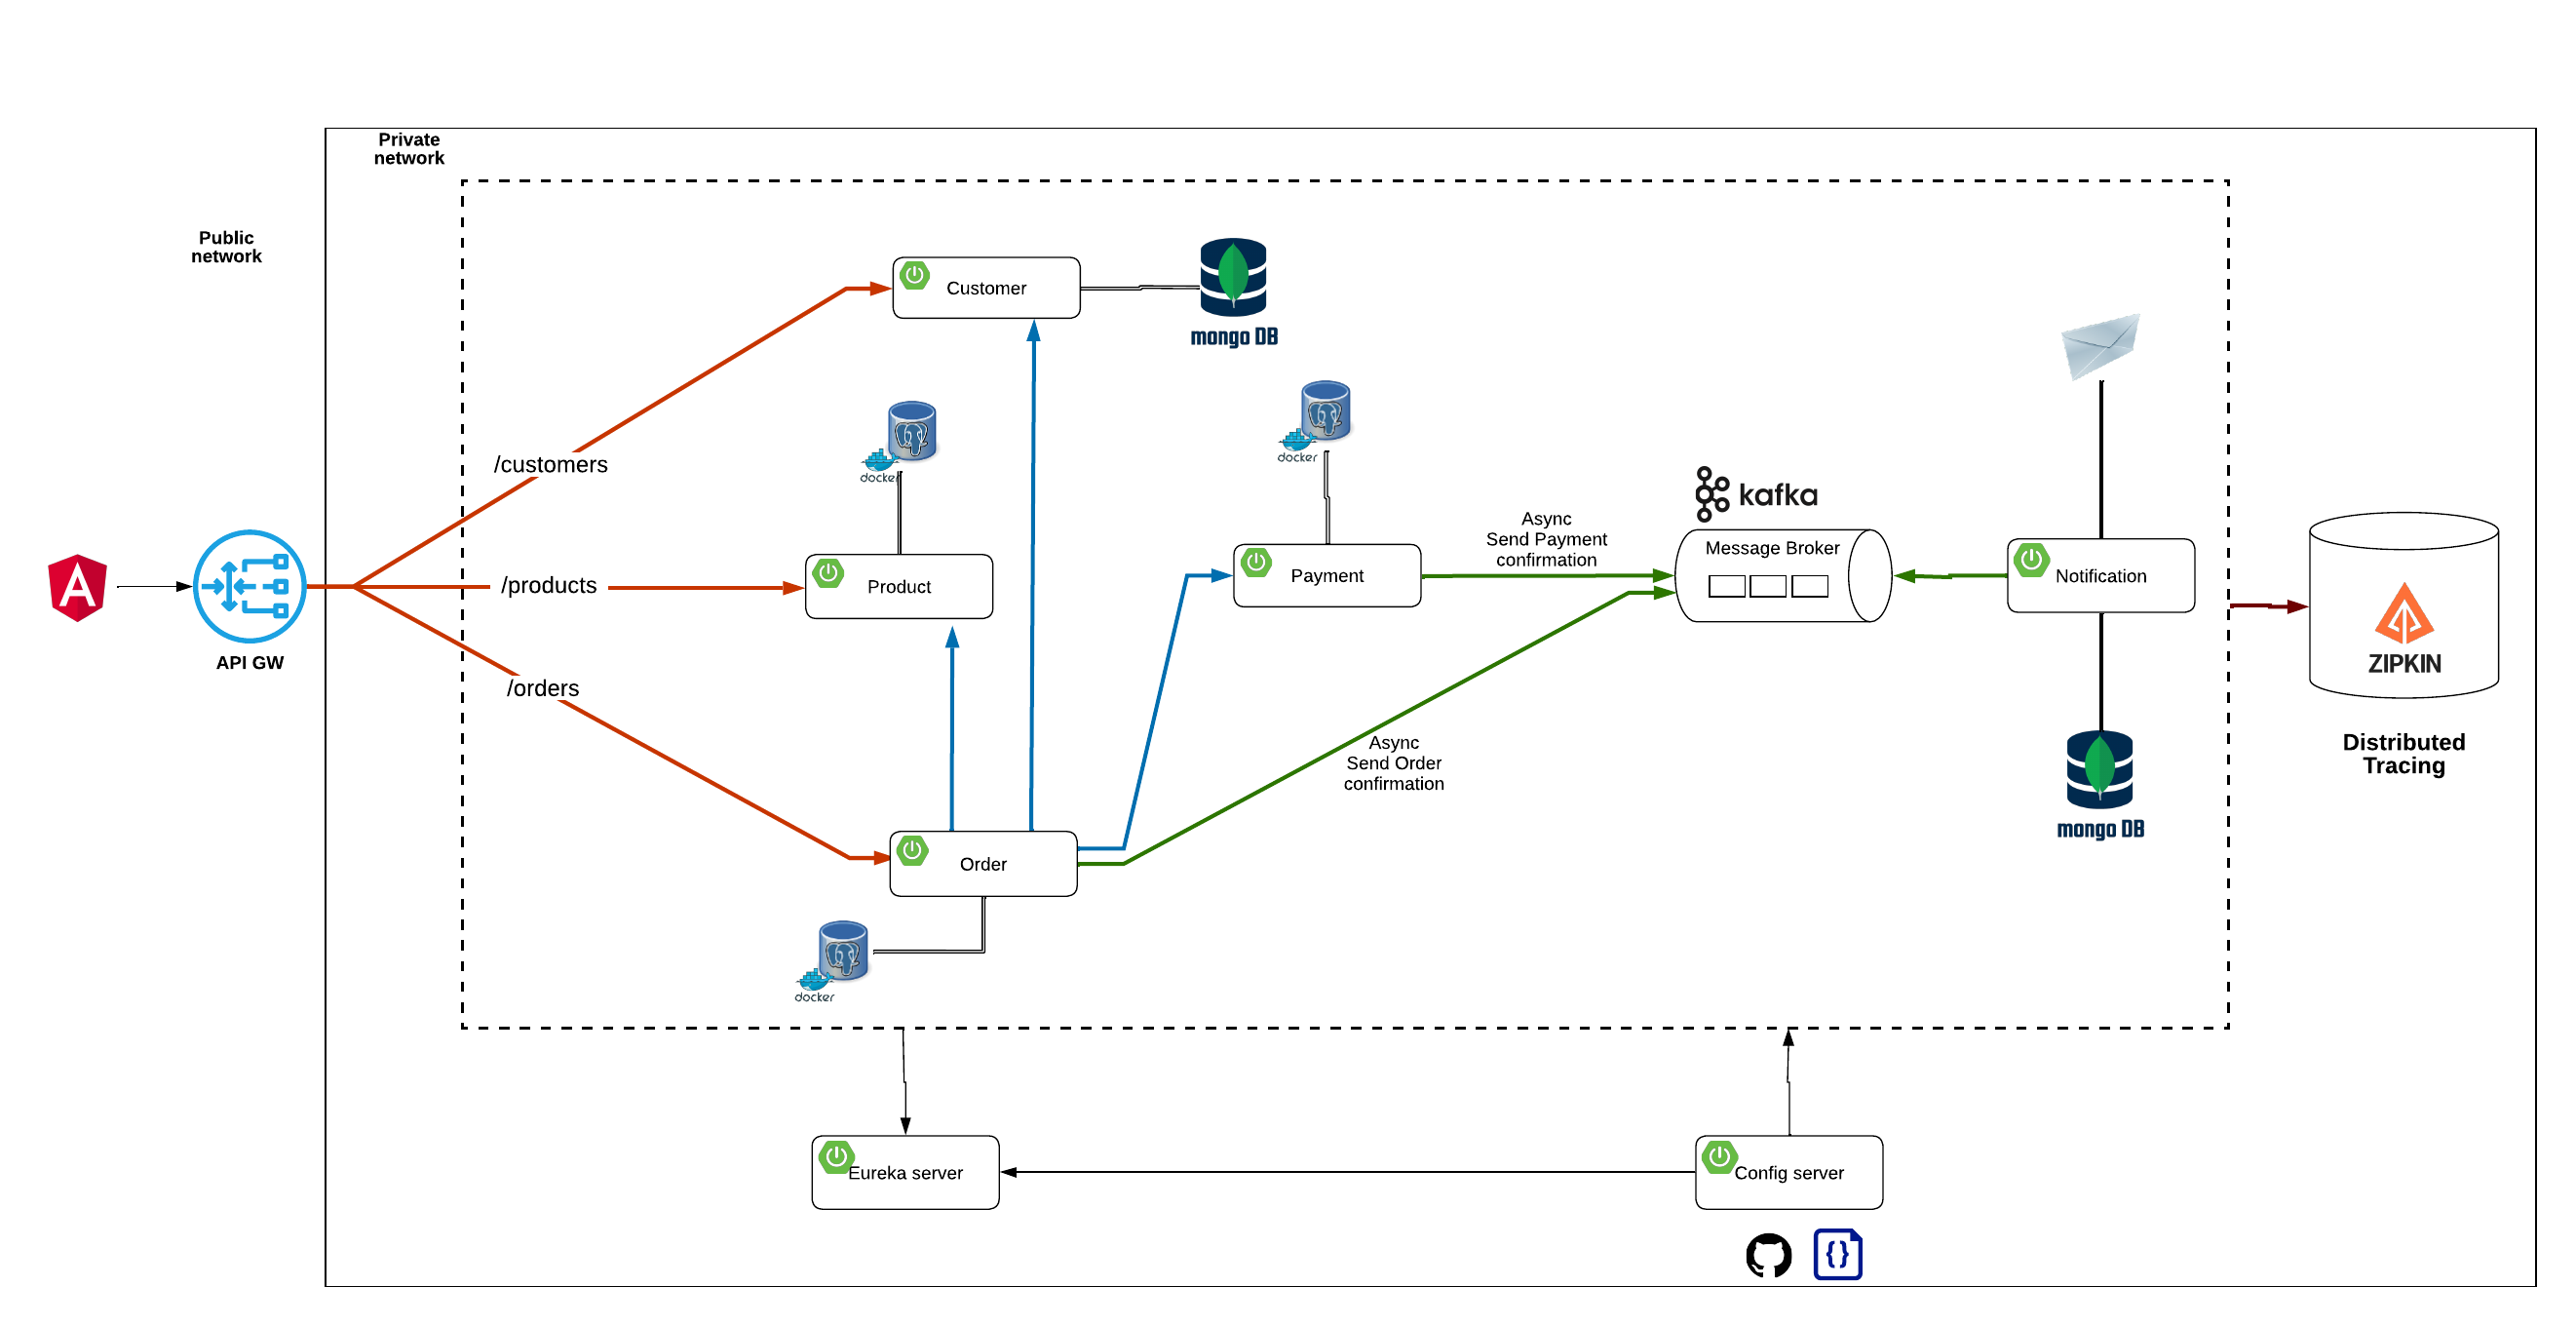 Private
network
Public
network
Customer
mongo DB
/customers
docker
docker
kafka
Async
Send Payment
confirmation
Message Broker
/products
Product
Payment
Notification
API GW
ZIPKIN
/orders
Async
Send Order
confirmation
Distributed
Tracing
mongo DB
Order
docker
Eureka server
Config server